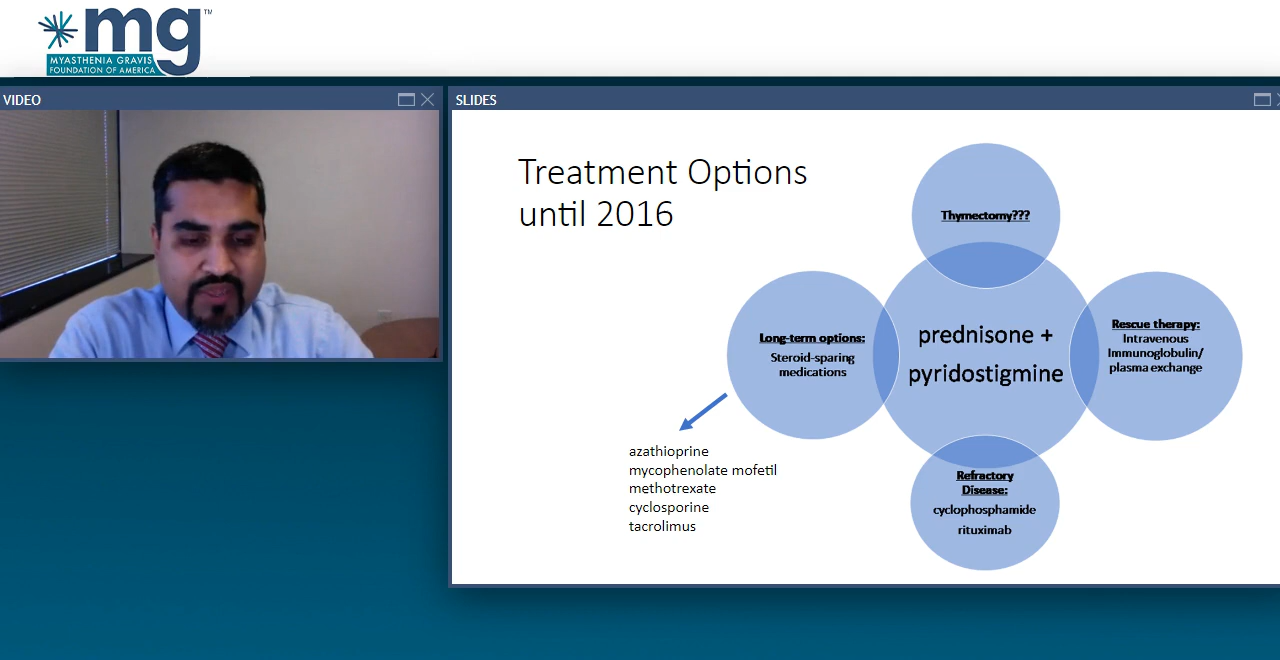 mg™
MYASTHENIA GRAVIS
FOUNDATION OF AMERICA
VIDEO
SLIDES
Treatment Options
until 2016
Thymectomy???
Long-term options:
Steroid-sparing
medications
prednisone +
pyridostigmine
Rescue therapy:
Intravenous
Immunoglobulin/
plasma exchange
azathioprine
mycophenolate mofetil
methotrexate
cyclosporine
tacrolimus
Refractory
Disease:
cyclophosphamide
rituximab